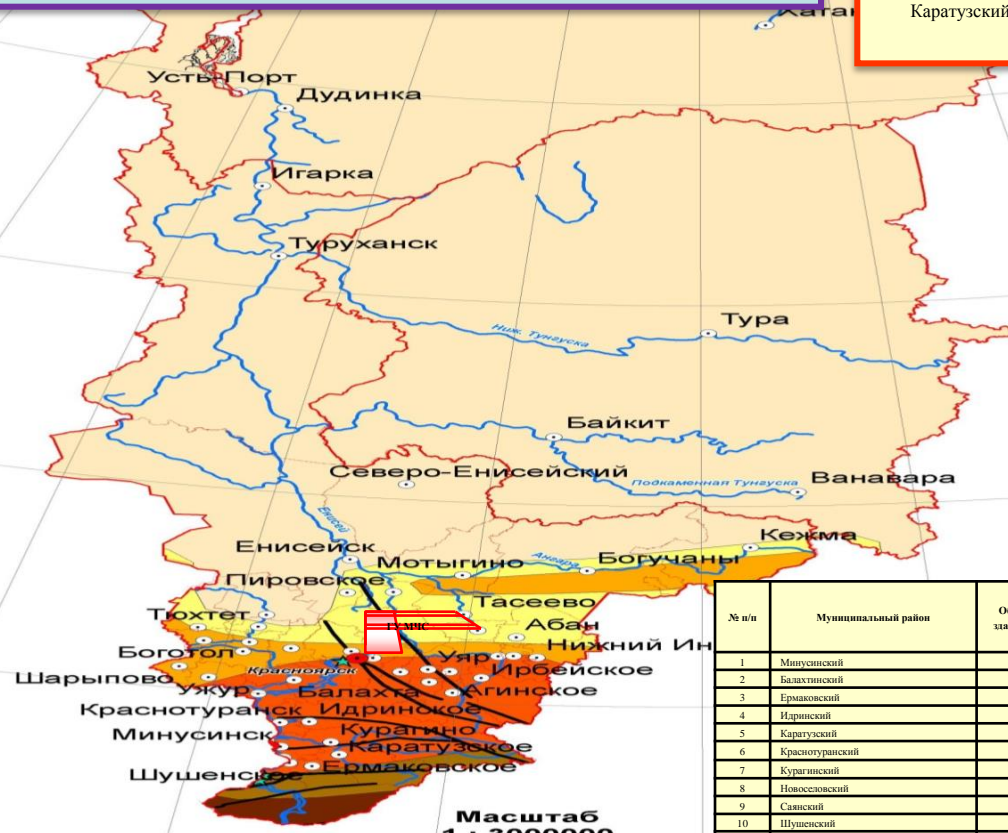 Каратузский
Усть-Порт
Дудинка
Игарка
Туруханск
Тура
Ниж. Тунгуска
Байкит
Северо-Енисейский
Подкаменная Тунгуска
Ванавара
Енисей
Кежма
Енисейск
Мотыгино
Ангара
Богучаны
Пировское
Тасеево
Тюхтет
ГУ МЧС
Абан
Нижний Ин
Боготол
Уяр
Красноярск
Ирбейское
Шарыпово
Ужур
Балахта
Агинское
Краснотуранск
Идринское
Курагино
Минусинск
Каратузское
Ермаковское
Шушенское
Масштаб
№ п/п Муниципальный район
1 Минусинский
2 Балахтинский
3 Ермаковский
4 Идринский
5 Каратузский
6 Краснотуранский
7 Курагинский
8 Новоселовский
9 Саянский
10 Шушенский